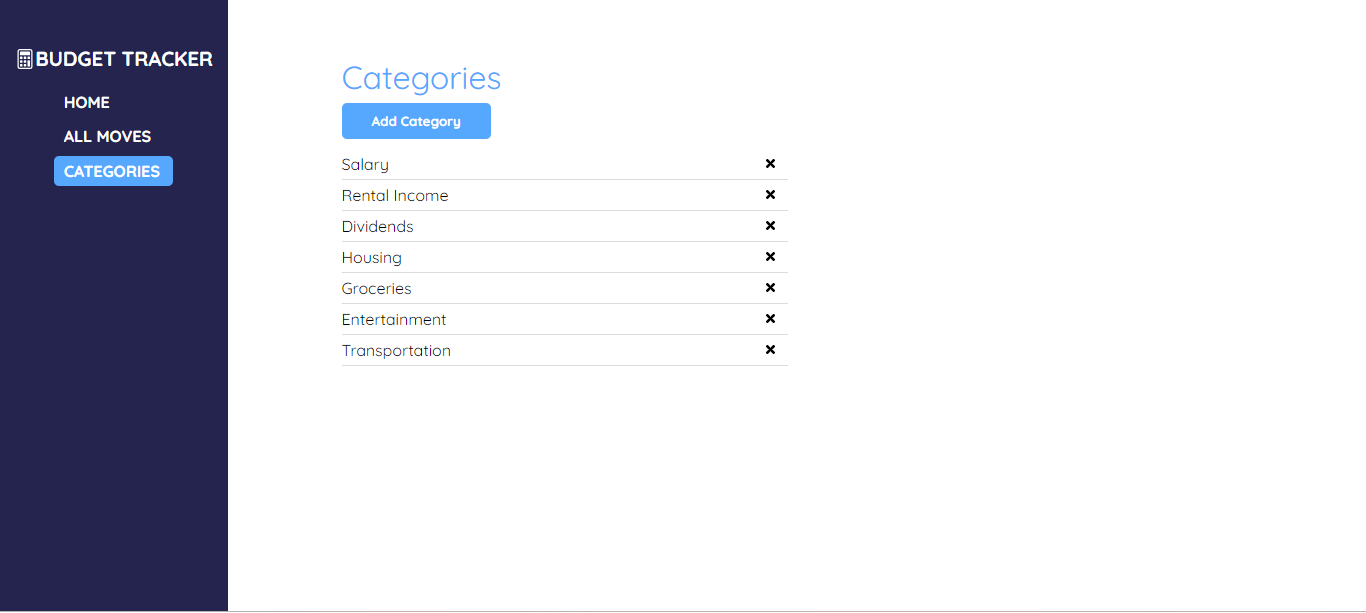 BUDGET TRACKER
HOME
ALL MOVES
CATEGORIES
Categories
Add Category
Salary
Rental Income
Dividends
Housing
Groceries
Entertainment
Transportation